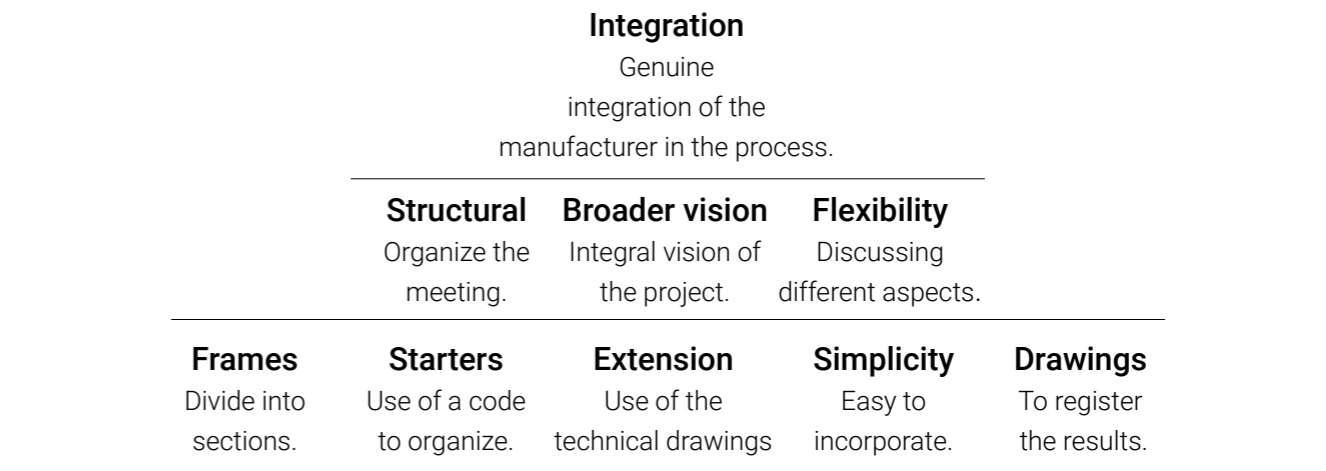 Integration
Genuine
integration of the
manufacturer in the process.
Structural
Organize the
meeting.
Broader vision
Integral vision of
the project.
Flexibility
Discussing
different aspects.
Frames
Divide into
sections.
Starters
Use of a code
to organize.
Extension
Use of the
technical drawings
Simplicity
Easy to
incorporate.
Drawings
To register
the results.